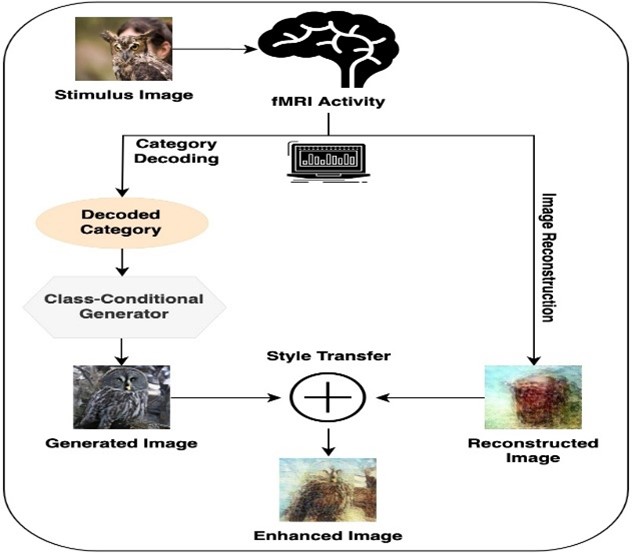 Stimulus Image
fMRI Activity
Category
Decoding
Decoded
Category
Image Reconstruction
Class-Conditional
Generator
Style Transfer
Generated Image
Reconstructed
Image
Enhanced Image